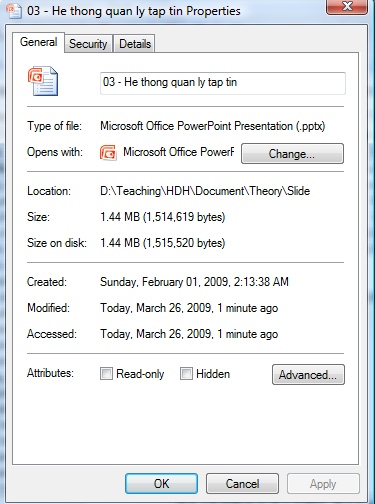 03 - He thong quan ly tap tin Properties
General Security Details
03 - He thong quan ly tap tin
Type of file: Microsoft Office PowerPoint Presentation (.pptx)
Opens with: Microsoft Office PowerF Change...
Location: D:\Teaching\HDH\Document\Theory\Slide
Size: 1.44 MB (1,514,619 bytes)
Size on disk: 1.44 MB (1,515,520 bytes)
Created: Sunday, February 01, 2009, 2:13:38 AM
Modified: Today, March 26, 2009, 1 minute ago
Accessed: Today, March 26, 2009, 1 minute ago
Attributes: Read-only Hidden Advanced...
OK Cancel Apply